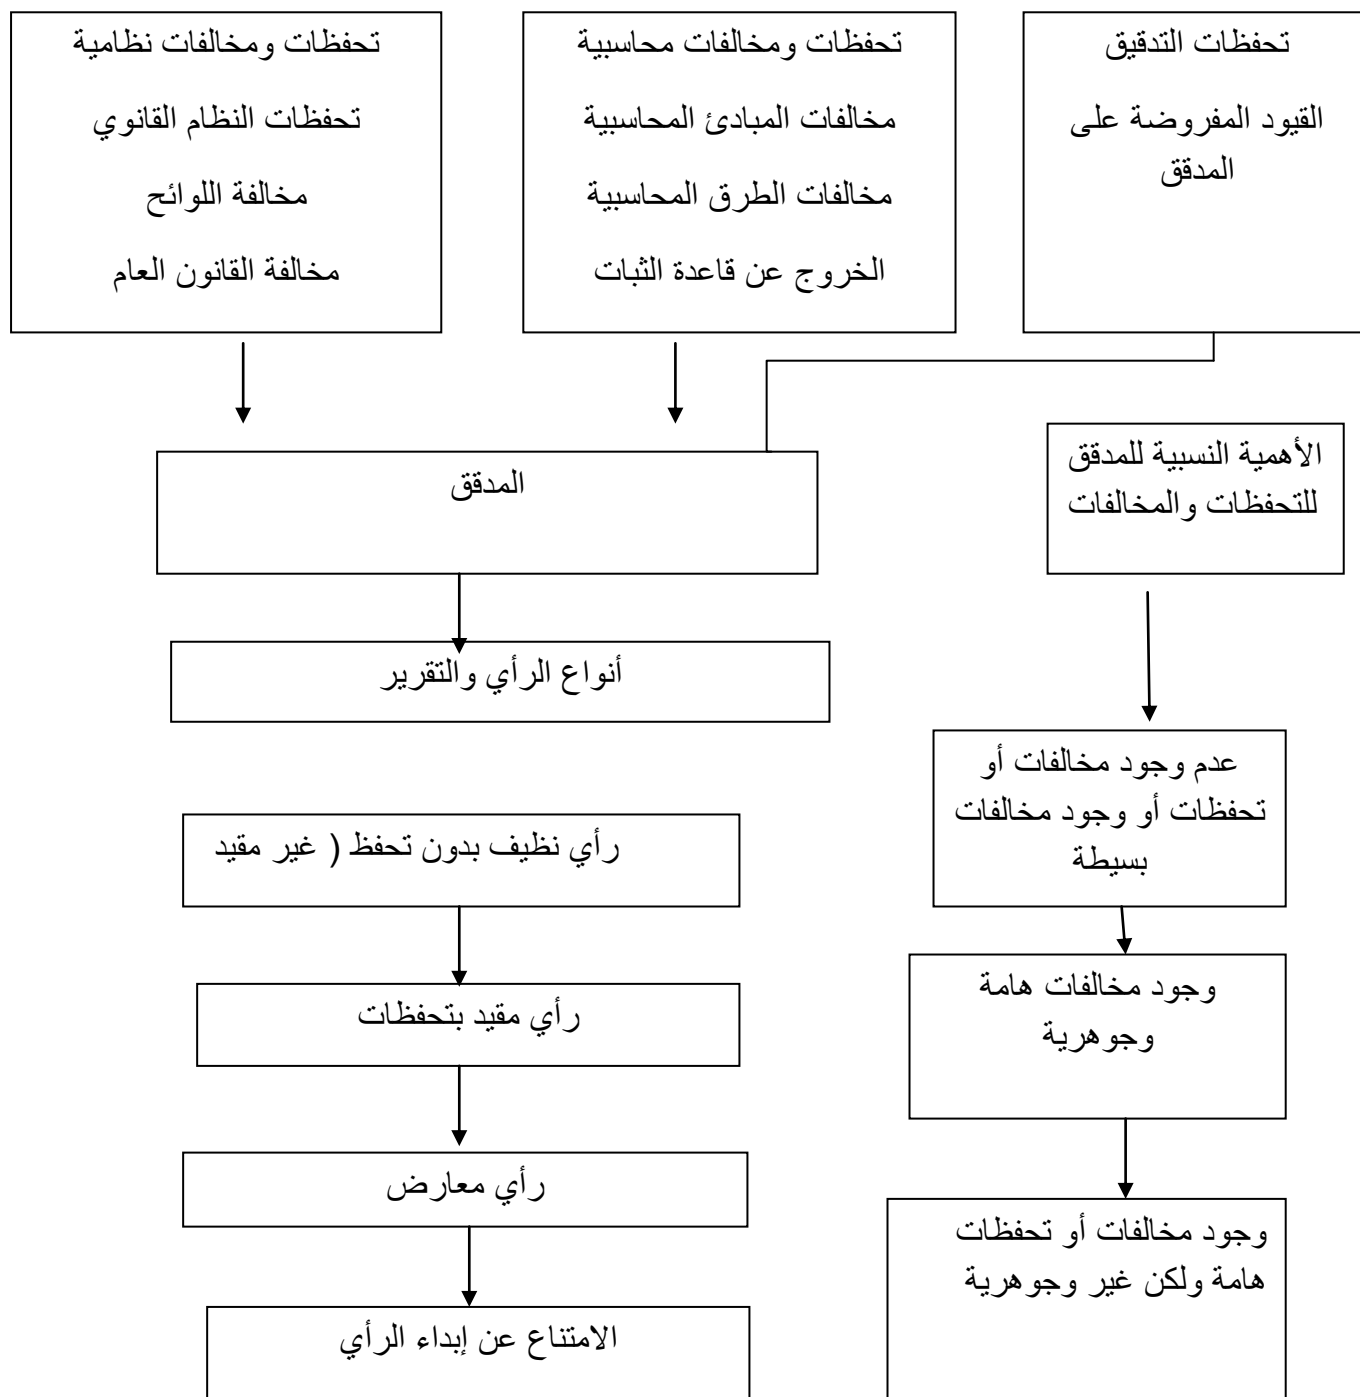 تحفظات التدقيق
القيود المفروضة على
المدقق
تحفظات ومخالفات محاسبية
مخالفات المبادئ المحاسبية
مخالفات الطرق المحاسبية
الخروج عن قاعدة الثبات
تحفظات ومخالفات نظامية
تحفظات النظام القانوي
مخالفة اللوائح
مخالفة القانون العام
الأهمية النسبية للمدقق
للتحفظات والمخالفات
المدقق
أنواع الرأي والتقرير
عدم وجود مخالفات أو
تحفظات أو وجود مخالفات
بسيطة
رأي نظيف بدون تحفظ ( غير مقيد
وجود مخالفات هامة
وجوهرية
رأي مقيد بتحفظات
رأي معارض
وجود مخالفات أو تحفظات
هامة ولكن غير وجوهرية
الامتناع عن إبداء الرأي